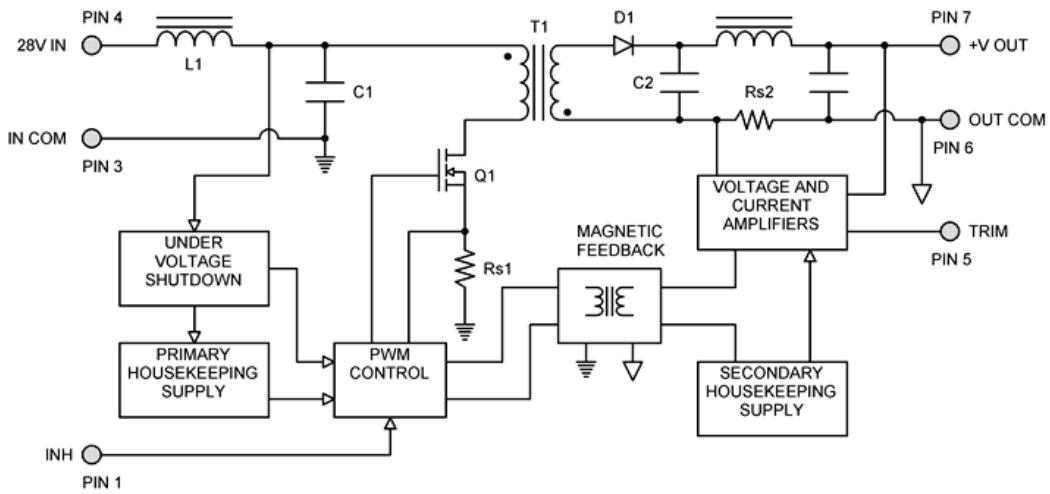 PIN 4
28V IN
L1
C1
T1
D1
C2
Rs2
PIN 7
+V OUT
IN COM
PIN 3
OUT COM
PIN 6
Q1
VOLTAGE AND
CURRENT
AMPLIFIERS
TRIM
PIN 5
MAGNETIC
FEEDBACK
UNDER
VOLTAGE
SHUTDOWN
Rs1
PRIMARY
HOUSEKEEPING
SUPPLY
PWM
CONTROL
SECONDARY
HOUSEKEEPING
SUPPLY
INH
PIN 1